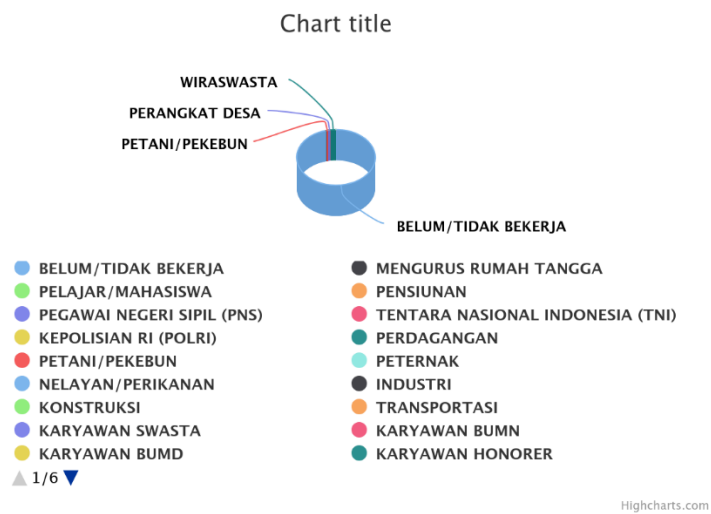 Chart title
WIRASWASTA
PERANGKAT DESA
PETANI/PEKEBUN
BELUM/TIDAK BEKERJA
BELUM/TIDAK BEKERJA
MENGURUS RUMAH TANGGA
PELAJAR/MAHASISWA
PENSIUNAN
PEGAWAI NEGERI SIPIL (PNS)
TENTARA NASIONAL INDONESIA (TNI)
KEPOLISIAN RI (POLRI)
PERDAGANGAN
PETANI/PEKEBUN
PETERNAK
NELAYAN/PERIKANAN
INDUSTRI
KONSTRUKSI
TRANSPORTASI
KARYAWAN SWASTA
KARYAWAN BUMN
KARYAWAN BUMD
KARYAWAN HONORER
1/6
Highcharts.com